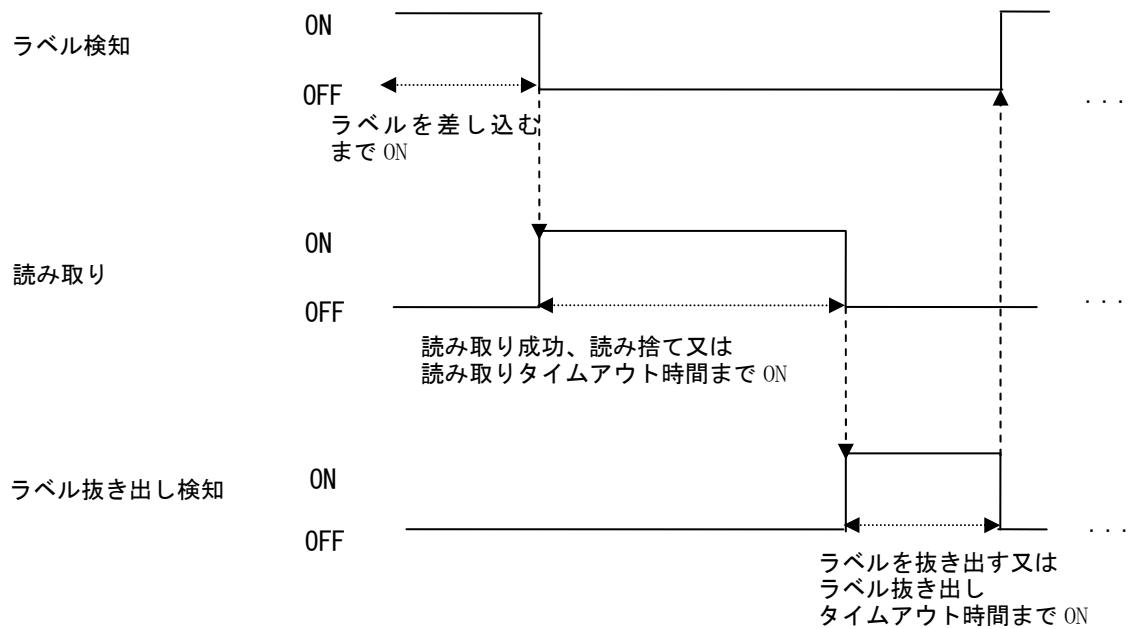 ON
ラベル検知
OFF
ラベルを差し込む
まで ON
...
ON
読み取り
OFF
読み取り成功、読み捨て又は
読み取りタイムアウト時間まで ON
...
ON
ラベル抜き出し検知
OFF
...
ラベルを抜き出す又は
ラベル抜き出し
タイムアウト時間まで ON